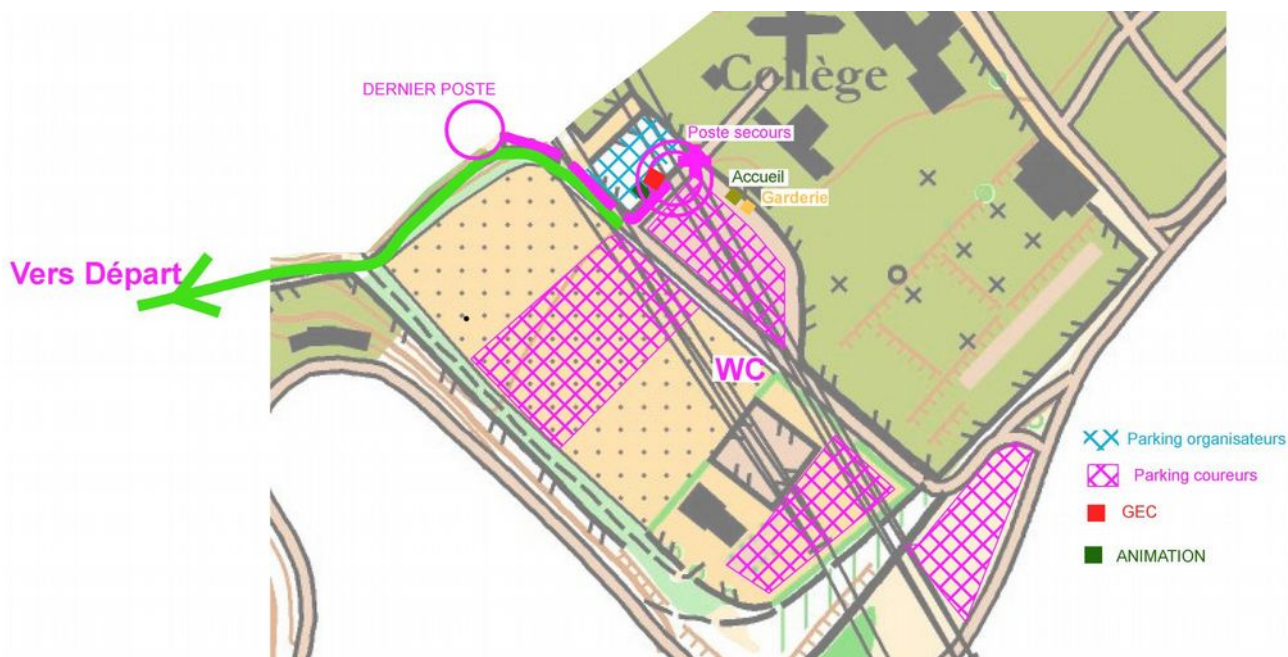 Collège
DERNIER POSTE
Poste secours
Accueil
Garderie
Vers Départ
WC
Parking organisateurs
Parking coureurs
GEC
ANIMATION